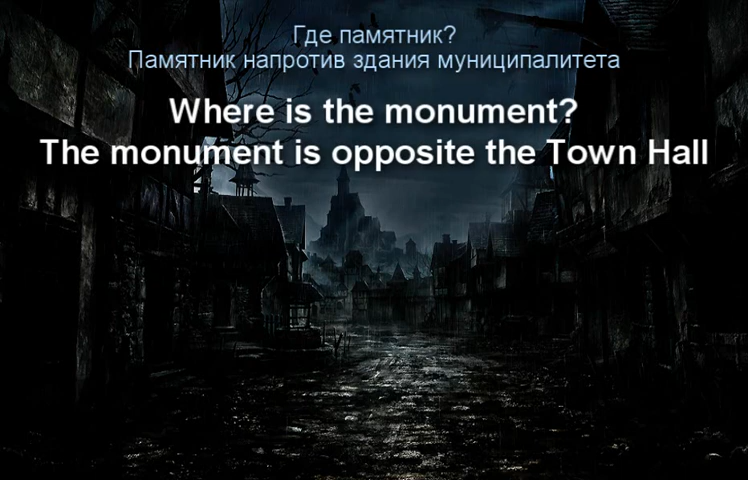 Где памятник?
Памятник напротив здания муниципалитета
Where is the monument?
The monument is opposite the Town Hall